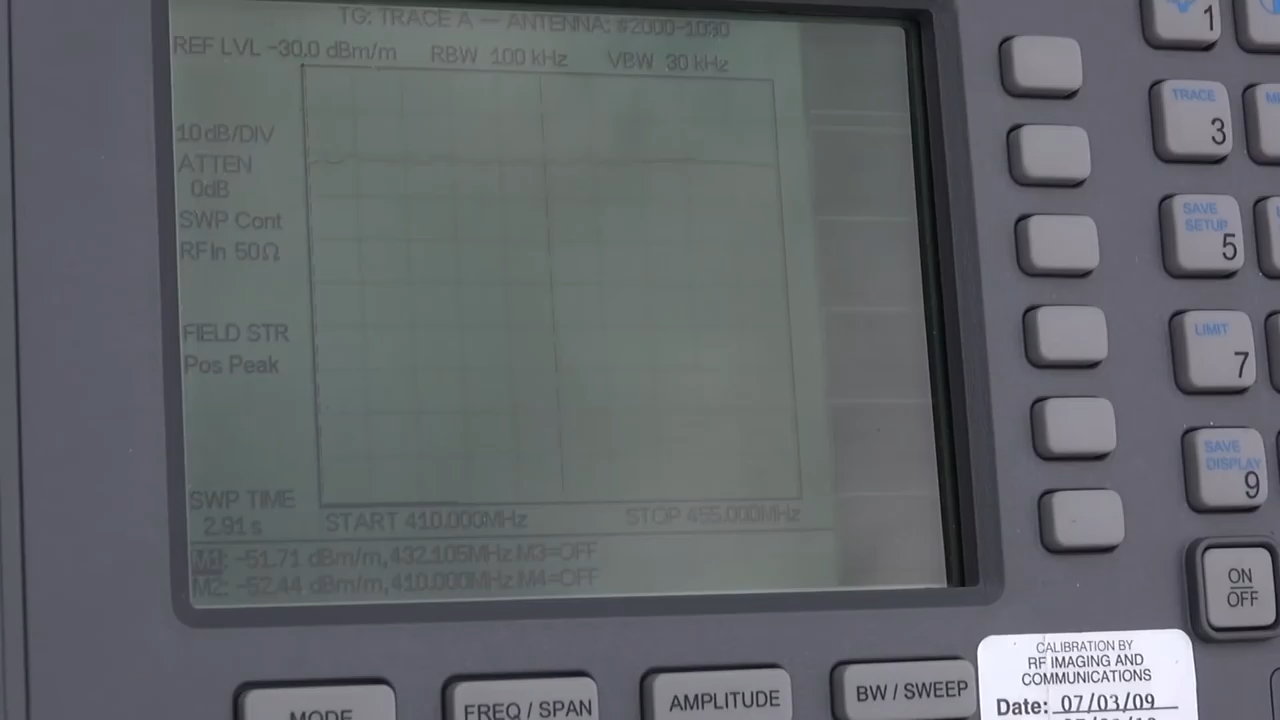 TG: TRACE A — ANTENNA: #2000-1030
REF LVL -30.0 dBm/m RBW 100 kHz VBW 30 kHz
10 dB/DIV
ATTEN
0dB
SWP Cont
RFIn 50Ω
FIELD STR
Pos Peak
SWP TIME
2.91 s
START 410.000MHz STOP 455.000MHz
M1: -51.71 dBm/m, 432.105MHz M3=OFF
M2: -52.44 dBm/m, 410.000MHz M4=OFF
1
TRACE
3
SAVE
SETUP
5
LIMIT
7
SAVE
DISPLAY
9
ON
OFF
MODE
FREQ / SPAN
AMPLITUDE
BW / SWEEP
CALIBRATION BY
RF IMAGING AND
COMMUNICATIONS
Date: 07/03/09